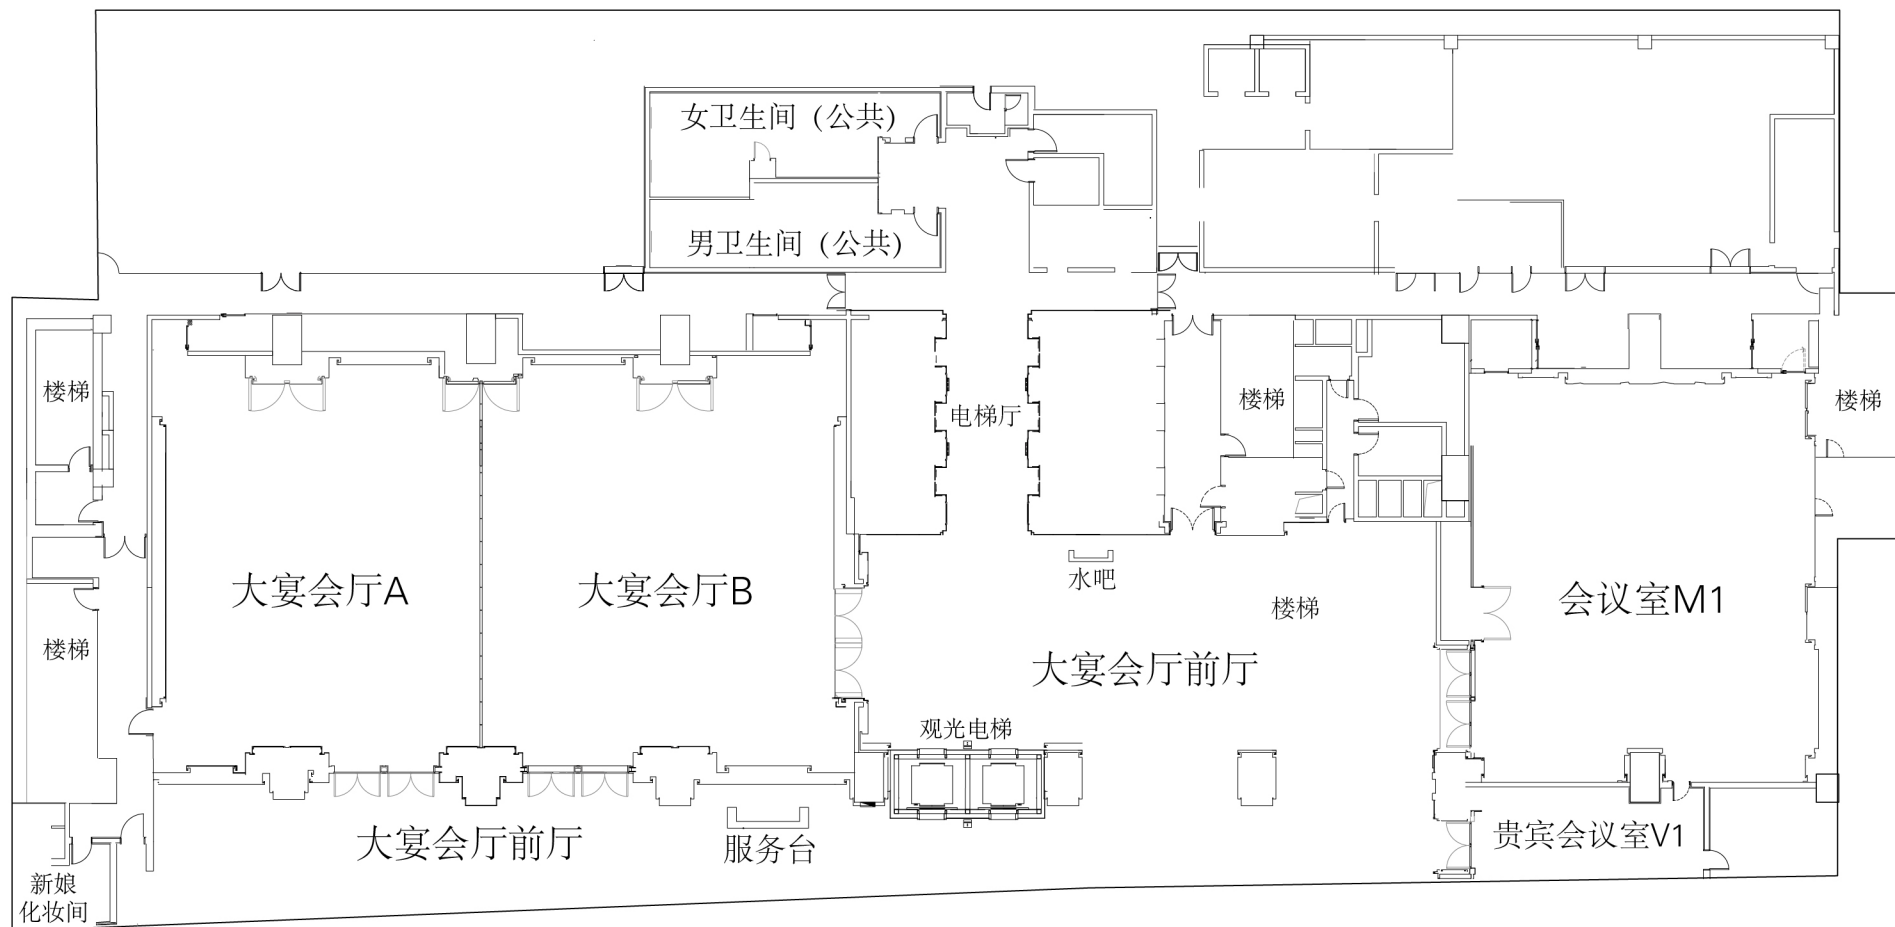 女卫生间 (公共)
男卫生间 (公共)
楼梯
电梯厅
楼梯
楼梯
大宴会厅A
大宴会厅B
水吧
楼梯
会议室M1
楼梯
大宴会厅前厅
观光电梯
大宴会厅前厅
服务台
贵宾会议室V1
新娘
化妆间